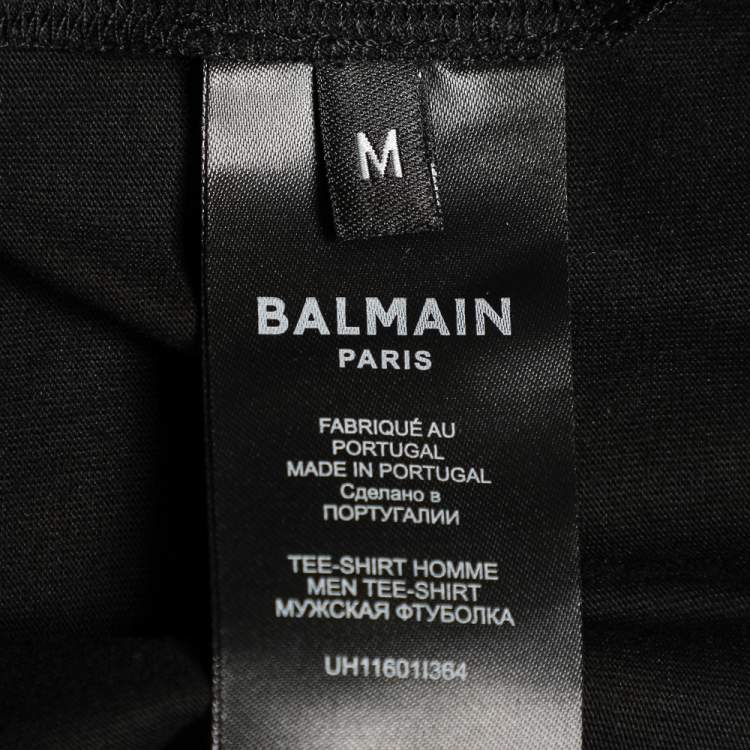 M
BALMAIN
PARIS
FABRIQUÉ AU
PORTUGAL
MADE IN PORTUGAL
Сделано в
ПОРТУГАЛИИ
TEE-SHIRT HOMME
MEN TEE-SHIRT
МУЖСКАЯ ФТУБОЛКА
UH11601I364